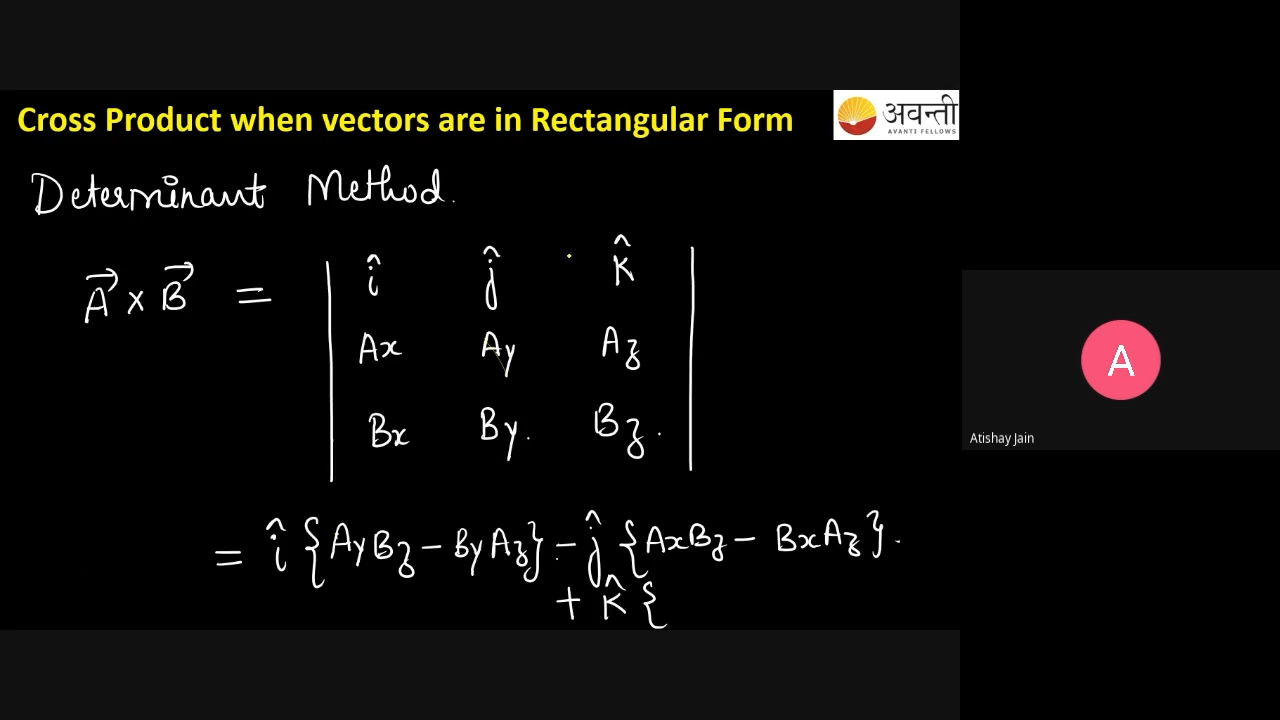 Cross Product when vectors are in Rectangular Form
अवन्ती
AVANTI FELLOWS
Determinant Method.
A⃗ × B⃗ = | î ĵ k̂ |
| Ax Ay Az |
| Bx By. Bz. |
= î {AyBz - ByAz} - ĵ {AxBz - BxAz}.
+ k̂ {
A
Atishay Jain